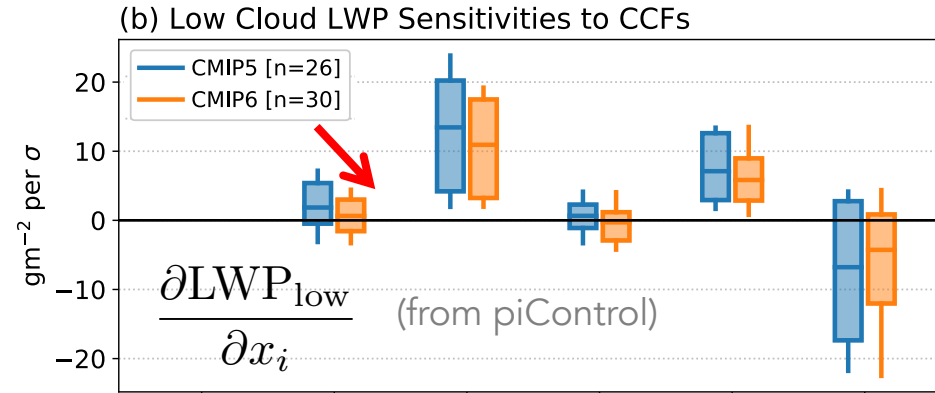 (b) Low Cloud LWP Sensitivities to CCFs
CMIP5 [n=26]
CMIP6 [n=30]
gm⁻² per σ
20
10
0
−10
−20
∂LWP_low
∂x_i
(from piControl)